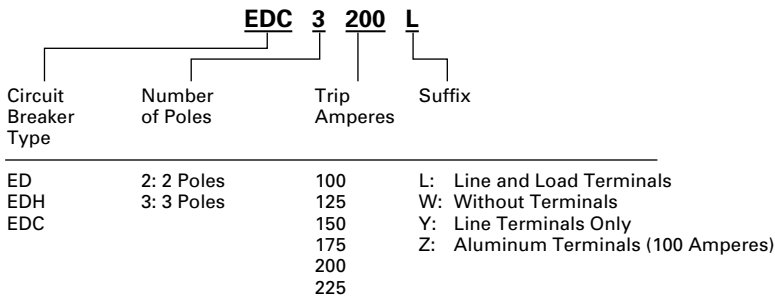 EDC 3 200 L
Circuit Number Trip Suffix
Breaker of Poles Amperes
Type
ED 2: 2 Poles 100 L: Line and Load Terminals
EDH 3: 3 Poles 125 W: Without Terminals
EDC 150 Y: Line Terminals Only
175 Z: Aluminum Terminals (100 Amperes)
200
225